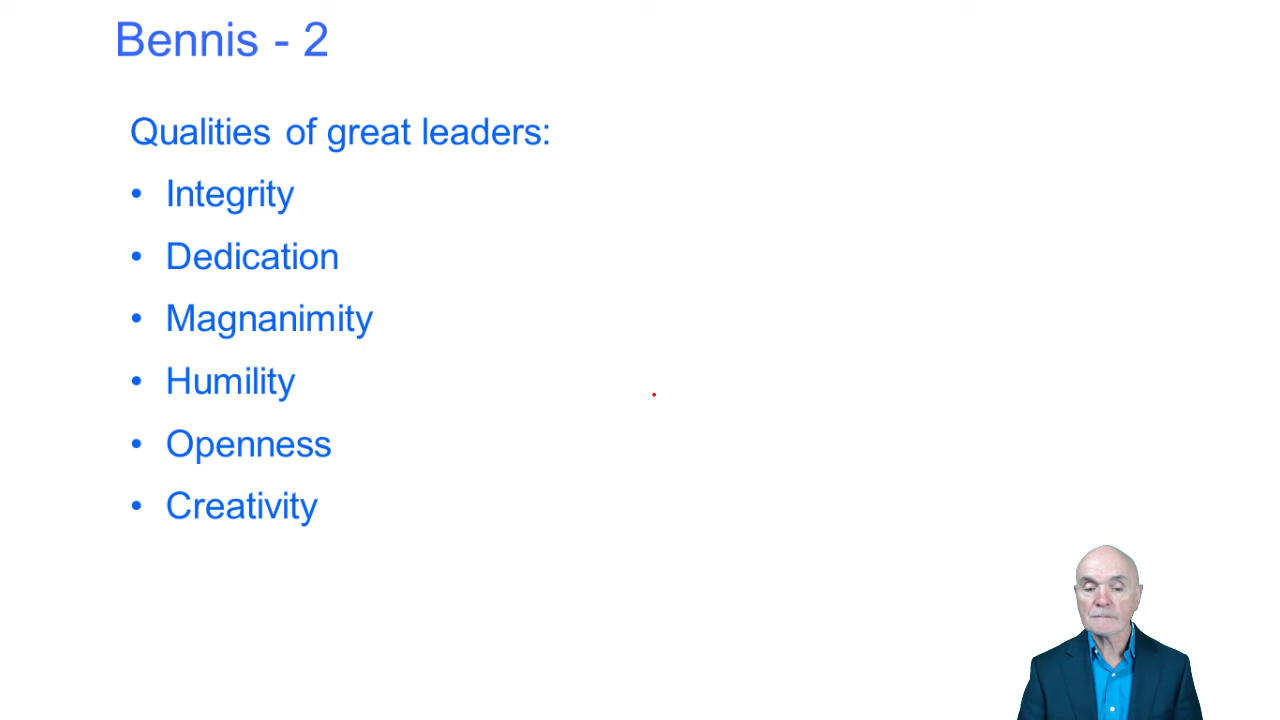 Bennis - 2
Qualities of great leaders:
• Integrity
• Dedication
• Magnanimity
• Humility
• Openness
• Creativity